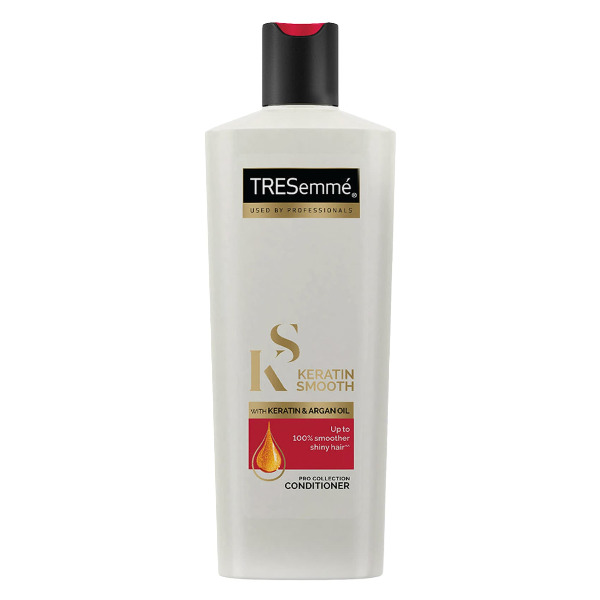 TRESemmé®
USED BY PROFESSIONALS
KS
KERATIN
SMOOTH
WITH KERATIN & ARGAN OIL
Up to
100% smoother
shiny hair^^
PRO COLLECTION
CONDITIONER